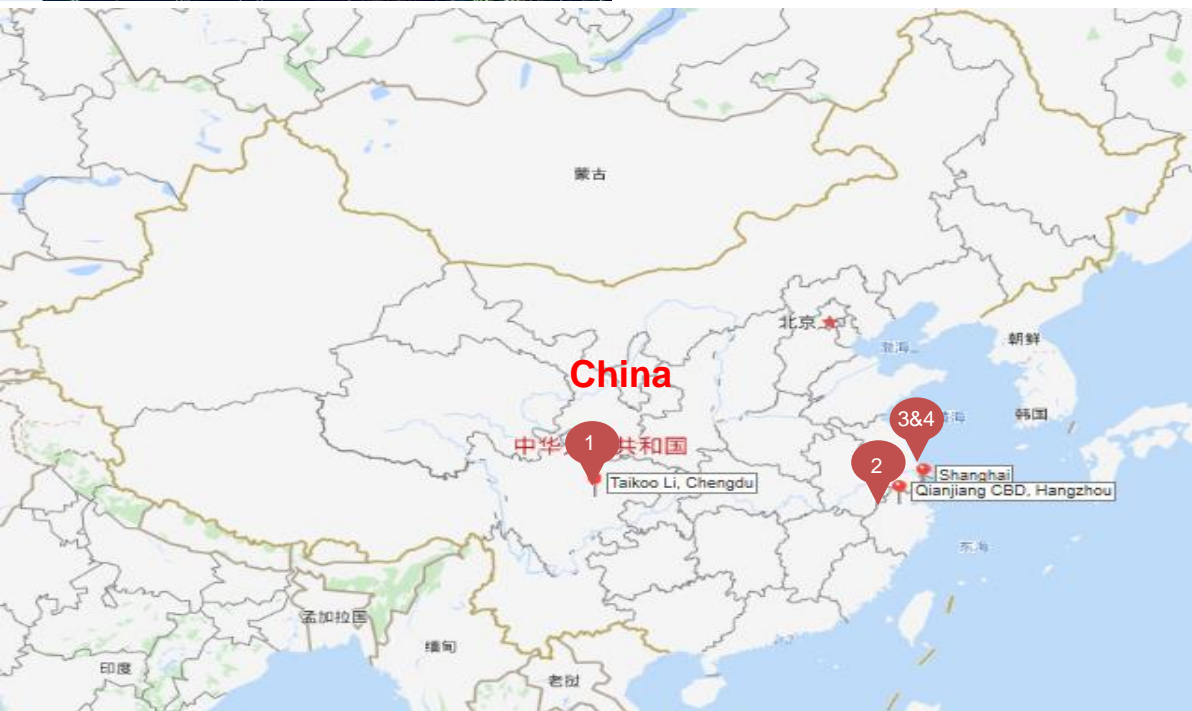 蒙古
北京
渤海
朝鲜
China
3&4
海
韩国
中华
1
共和国
2
Shanghai
Taikoo Li, Chengdu
Qianjiang CBD, Hangzhou
东海
孟加拉国
缅甸
印度
老挝